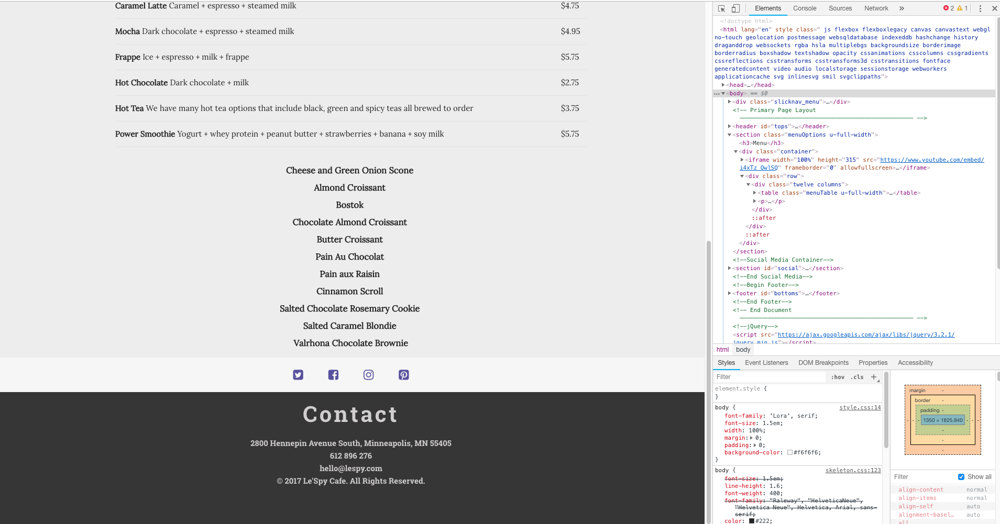 Caramel Latte Caramel + espresso + steamed milk $4.75
Mocha Dark chocolate + espresso + steamed milk $4.95
Frappe Ice + espresso + milk + frappe $5.75
Hot Chocolate Dark chocolate + milk $2.75
Hot Tea We have many hot tea options that include black, green and spicy teas all brewed to order $3.75
Power Smoothie Yogurt + whey protein + peanut butter + strawberries + banana + soy milk $5.75
Cheese and Green Onion Scone
Almond Croissant
Bostok
Chocolate Almond Croissant
Butter Croissant
Pain Au Chocolat
Pain aux Raisin
Cinnamon Scroll
Salted Chocolate Rosemary Cookie
Salted Caramel Blondie
Valrhona Chocolate Brownie
Contact
2800 Hennepin Avenue South, Minneapolis, MN 55405
612 896 276
hello@lespy.com
© 2017 Le'Spy Cafe. All Rights Reserved.
Elements Console Sources Network » 2 1
<!doctype html>
<html lang="en" style class=" js flexbox flexboxlegacy canvas canvastext webgl
no-touch geolocation postmessage websqldatabase indexeddb hashchange history
draganddrop websockets rgba hsla multiplebgs backgroundsize borderimage
borderradius boxshadow textshadow opacity cssanimations csscolumns cssgradients
cssreflections csstransforms csstransforms3d csstransitions fontface
generatedcontent video audio localstorage sessionstorage webworkers
applicationcache svg inlinesvg smil svgclippaths">
<head>…</head>
<body> == $0
<div class="slicknav_menu">…</div>
<!-- Primary Page Layout
–––––––––––––––––––––––––––––––––––––––––––––––––– -->
<header id="tops">…</header>
<section class="menuOptions u-full-width">
<h3>Menu</h3>
<div class="container">
<iframe width="100%" height="315" src="https://www.youtube.com/embed/
i4xTz_OwlSQ" frameborder="0" allowfullscreen>…</iframe>
<div class="row">
<div class="twelve columns">
<table class="menuTable u-full-width">…</table>
<p>…</p>
</div>
::after
</div>
::after
</div>
</section>
<!--Social Media Container-->
<section id="social">…</section>
<!--End Social Media-->
<!--Begin Footer-->
<footer id="bottoms">…</footer>
<!--End Footer-->
<!-- End Document
–––––––––––––––––––––––––––––––––––––––––––––––––– -->
<!--jQuery-->
<script src="https://ajax.googleapis.com/ajax/libs/jquery/3.2.1/
jquery.min.js"></script>
html body
Styles Event Listeners DOM Breakpoints Properties Accessibility
Filter :hov .cls +
element.style {
}
body { style.css:14
font-family: 'Lora', serif;
font-size: 1.5em;
width: 100%;
margin: 0;
padding: 0;
background-color: #f6f6f6;
}
body { skeleton.css:123
font-size: 1.5em;
line-height: 1.6;
font-weight: 400;
font-family: "Raleway", "HelveticaNeue",
"Helvetica Neue", Helvetica, Arial, sans-
serif;
color: #222;
margin -
border -
padding -
- - - 1350 × 1825.840 - - -
-
-
-
Filter Show all
align-content normal
align-items normal
align-self auto
alignment-basel… auto
all